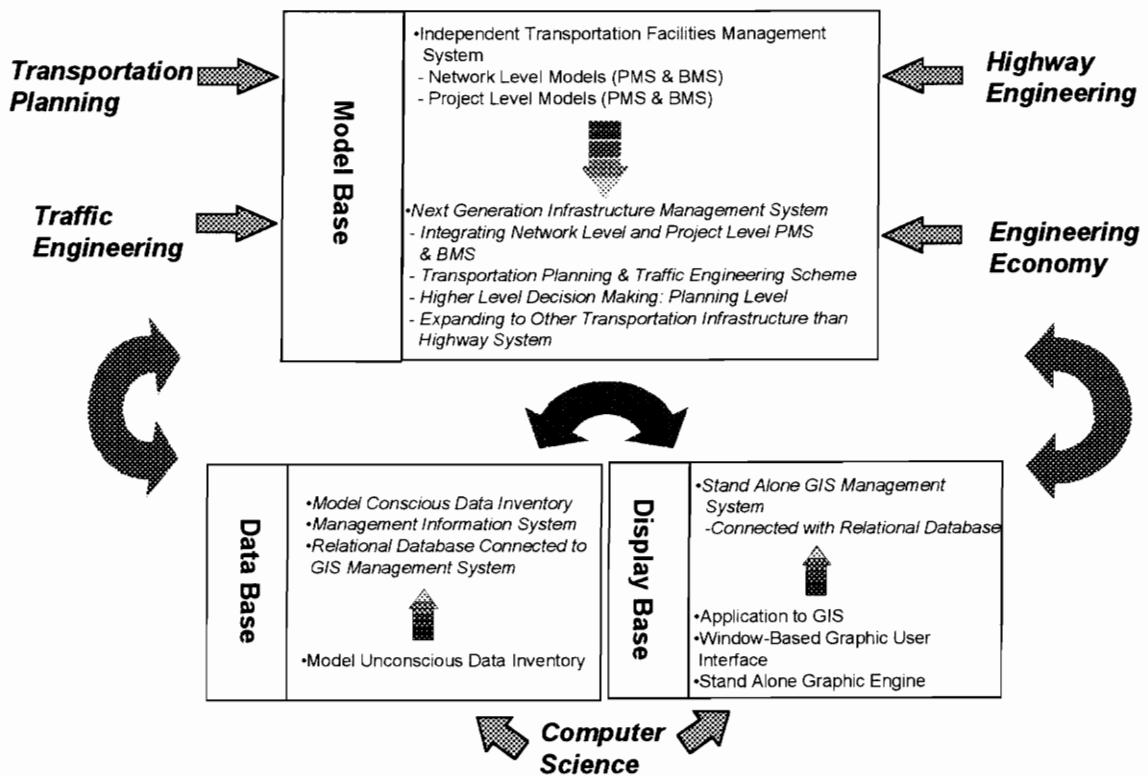 Transportation
Planning
Traffic
Engineering
Model Base
•Independent Transportation Facilities Management
System
- Network Level Models (PMS & BMS)
- Project Level Models (PMS & BMS)
•Next Generation Infrastructure Management System
- Integrating Network Level and Project Level PMS
& BMS
- Transportation Planning & Traffic Engineering Scheme
- Higher Level Decision Making: Planning Level
- Expanding to Other Transportation Infrastructure than
Highway System
Highway
Engineering
Engineering
Economy
Data Base
•Model Conscious Data Inventory
•Management Information System
•Relational Database Connected to
GIS Management System
•Model Unconscious Data Inventory
Display Base
•Stand Alone GIS Management
System
-Connected with Relational Database
•Application to GIS
•Window-Based Graphic User
Interface
•Stand Alone Graphic Engine
Computer
Science